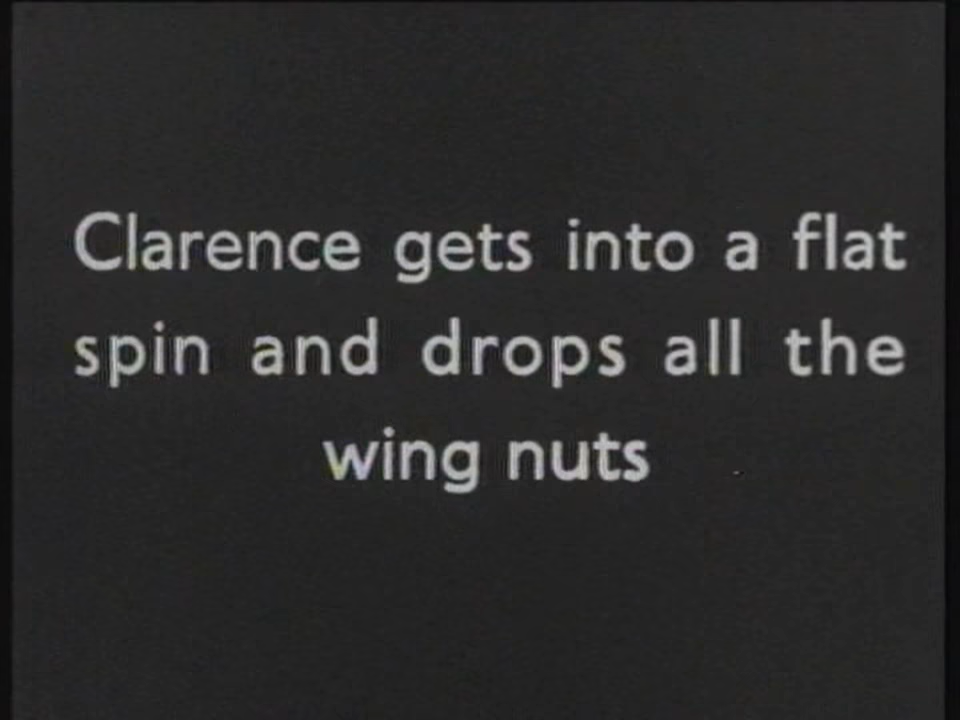 Clarence gets into a flat
spin and drops all the
wing nuts